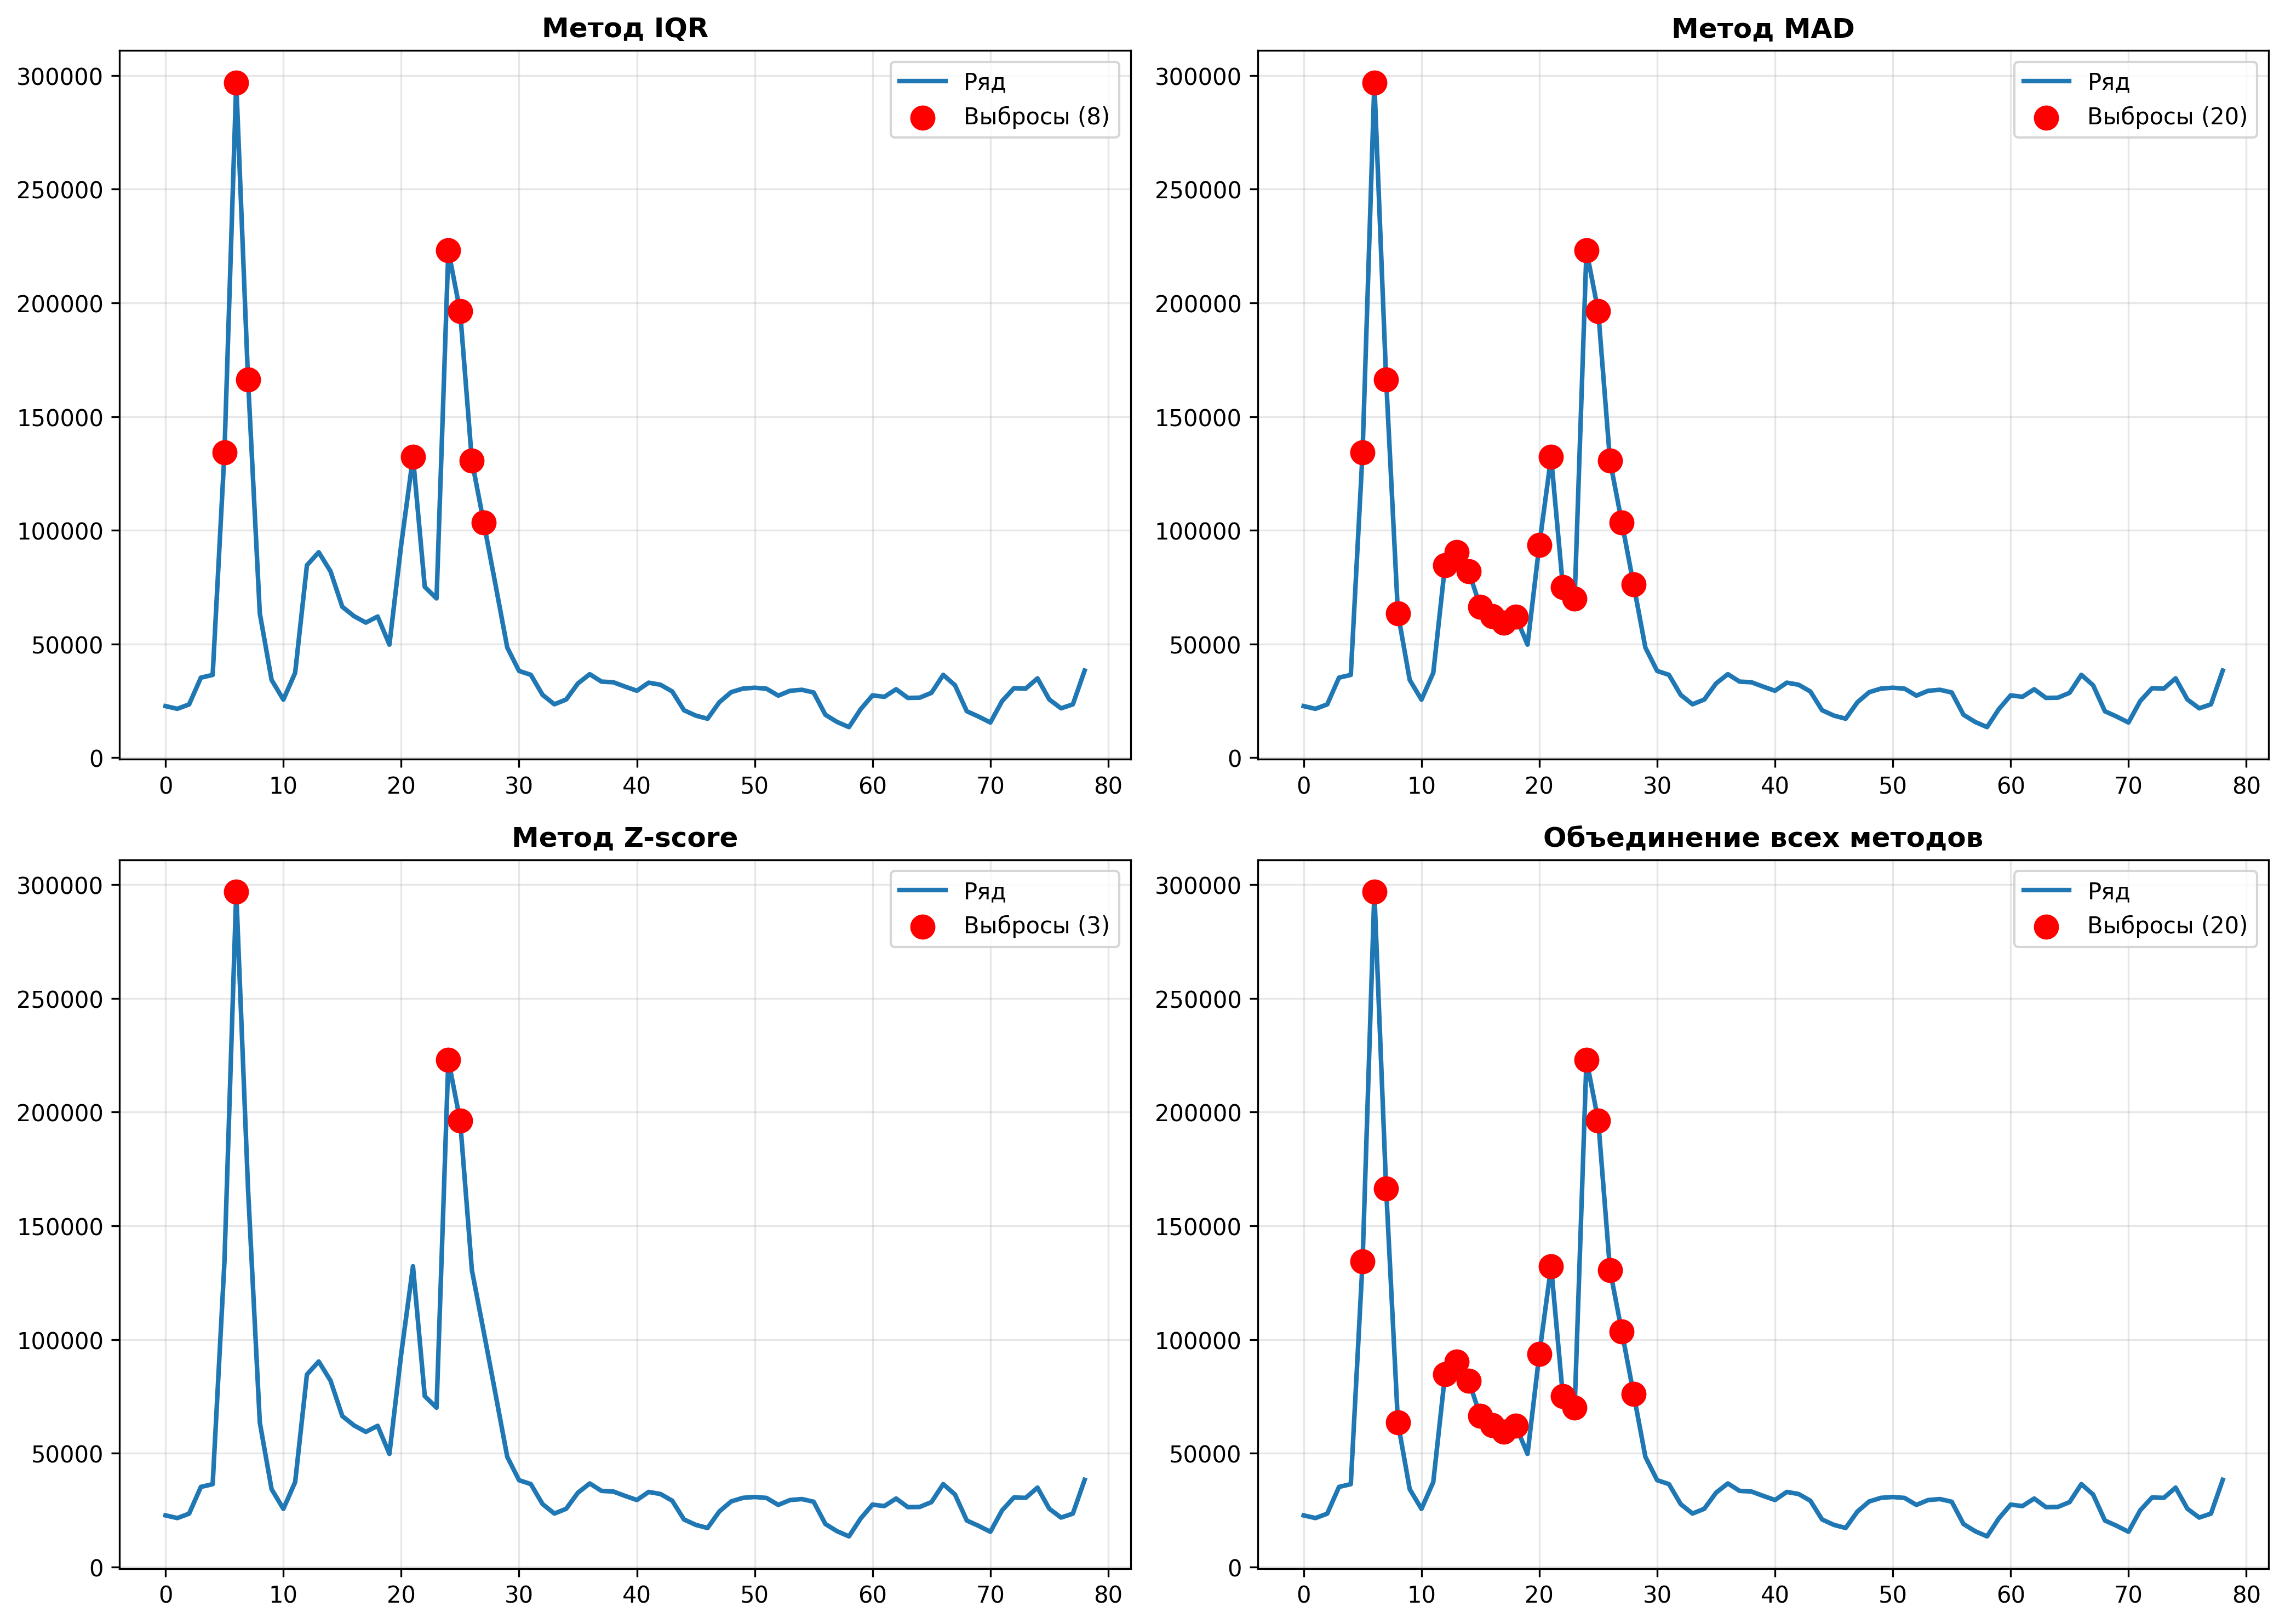 Метод IQR
300000
250000
200000
150000
100000
50000
0
0 10 20 30 40 50 60 70 80
Ряд
Выбросы (8)
Метод MAD
300000
250000
200000
150000
100000
50000
0
0 10 20 30 40 50 60 70 80
Ряд
Выбросы (20)
Метод Z-score
300000
250000
200000
150000
100000
50000
0
0 10 20 30 40 50 60 70 80
Ряд
Выбросы (3)
Объединение всех методов
300000
250000
200000
150000
100000
50000
0
0 10 20 30 40 50 60 70 80
Ряд
Выбросы (20)